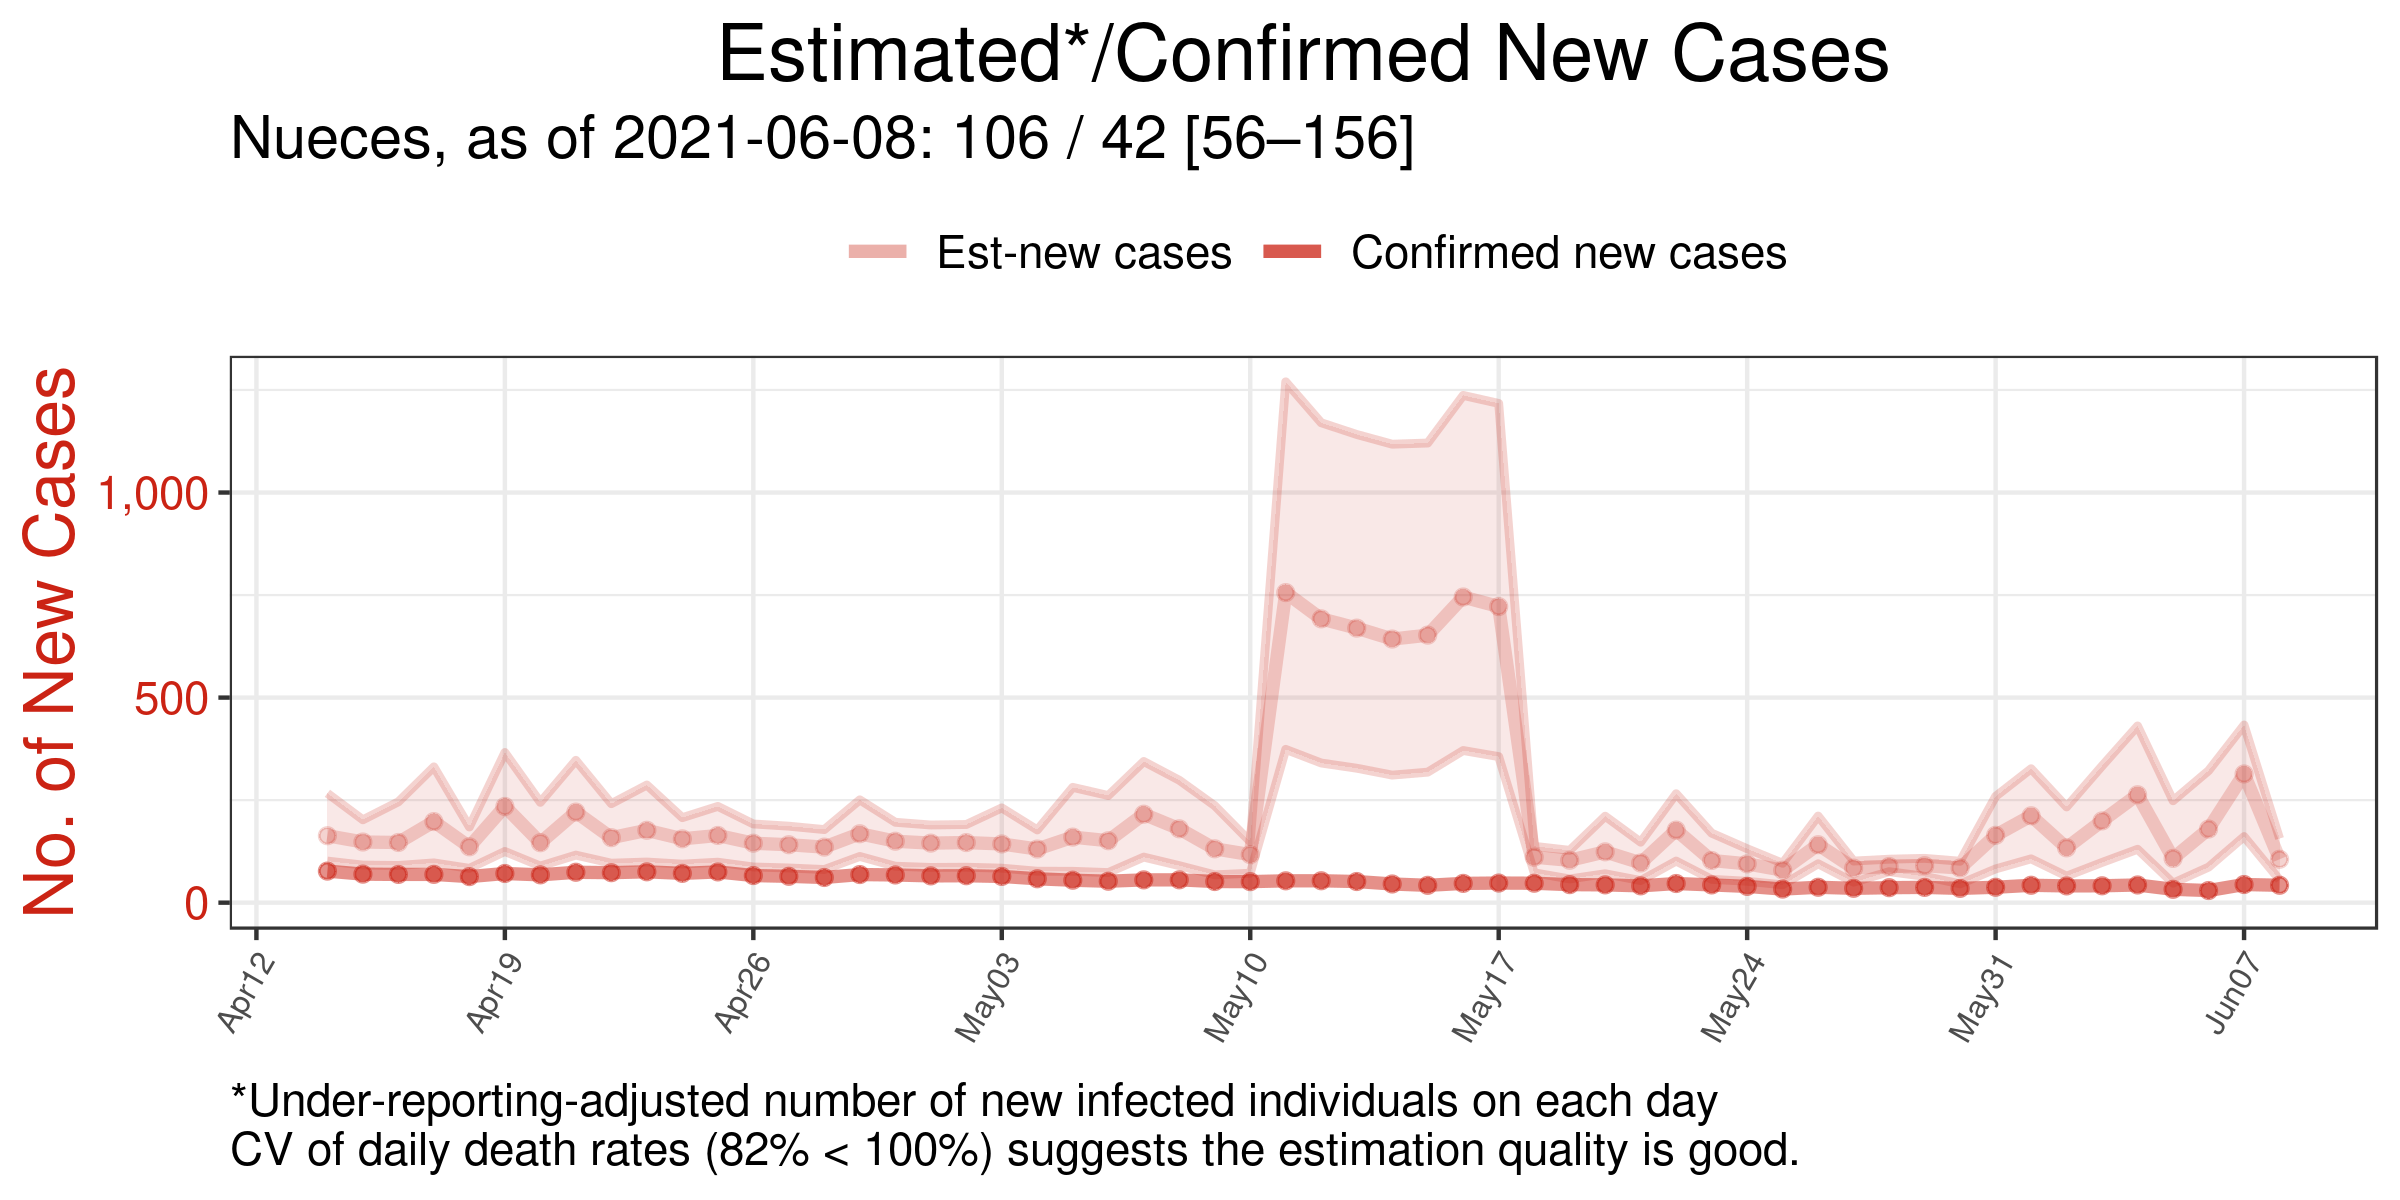 Estimated*/Confirmed New Cases
Nueces, as of 2021-06-08: 106 / 42 [56–156]
Est-new cases
Confirmed new cases
No. of New Cases
1,000
500
0
Apr12
Apr19
Apr26
May03
May10
May17
May24
May31
Jun07
*Under-reporting-adjusted number of new infected individuals on each day
CV of daily death rates (82% < 100%) suggests the estimation quality is good.